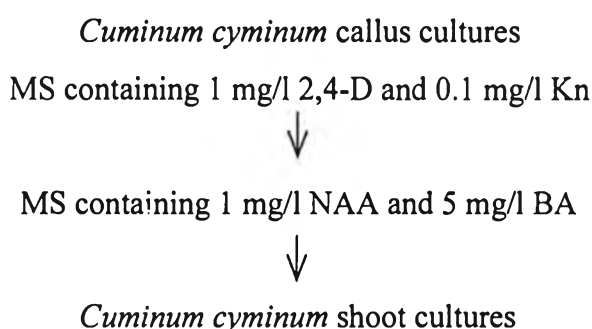 Cuminum cyminum callus cultures
MS containing 1 mg/l 2,4-D and 0.1 mg/l Kn
MS containing 1 mg/l NAA and 5 mg/l BA
Cuminum cyminum shoot cultures